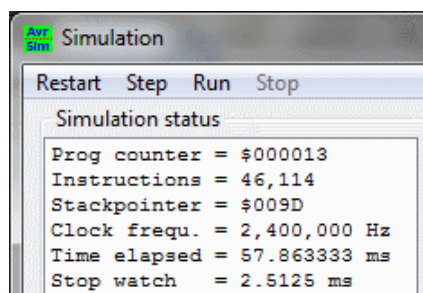 Avr
Sim
Simulation
Restart Step Run Stop
Simulation status
Prog counter = $000013
Instructions = 46,114
Stackpointer = $009D
Clock frequ. = 2,400,000 Hz
Time elapsed = 57.863333 ms
Stop watch = 2.5125 ms